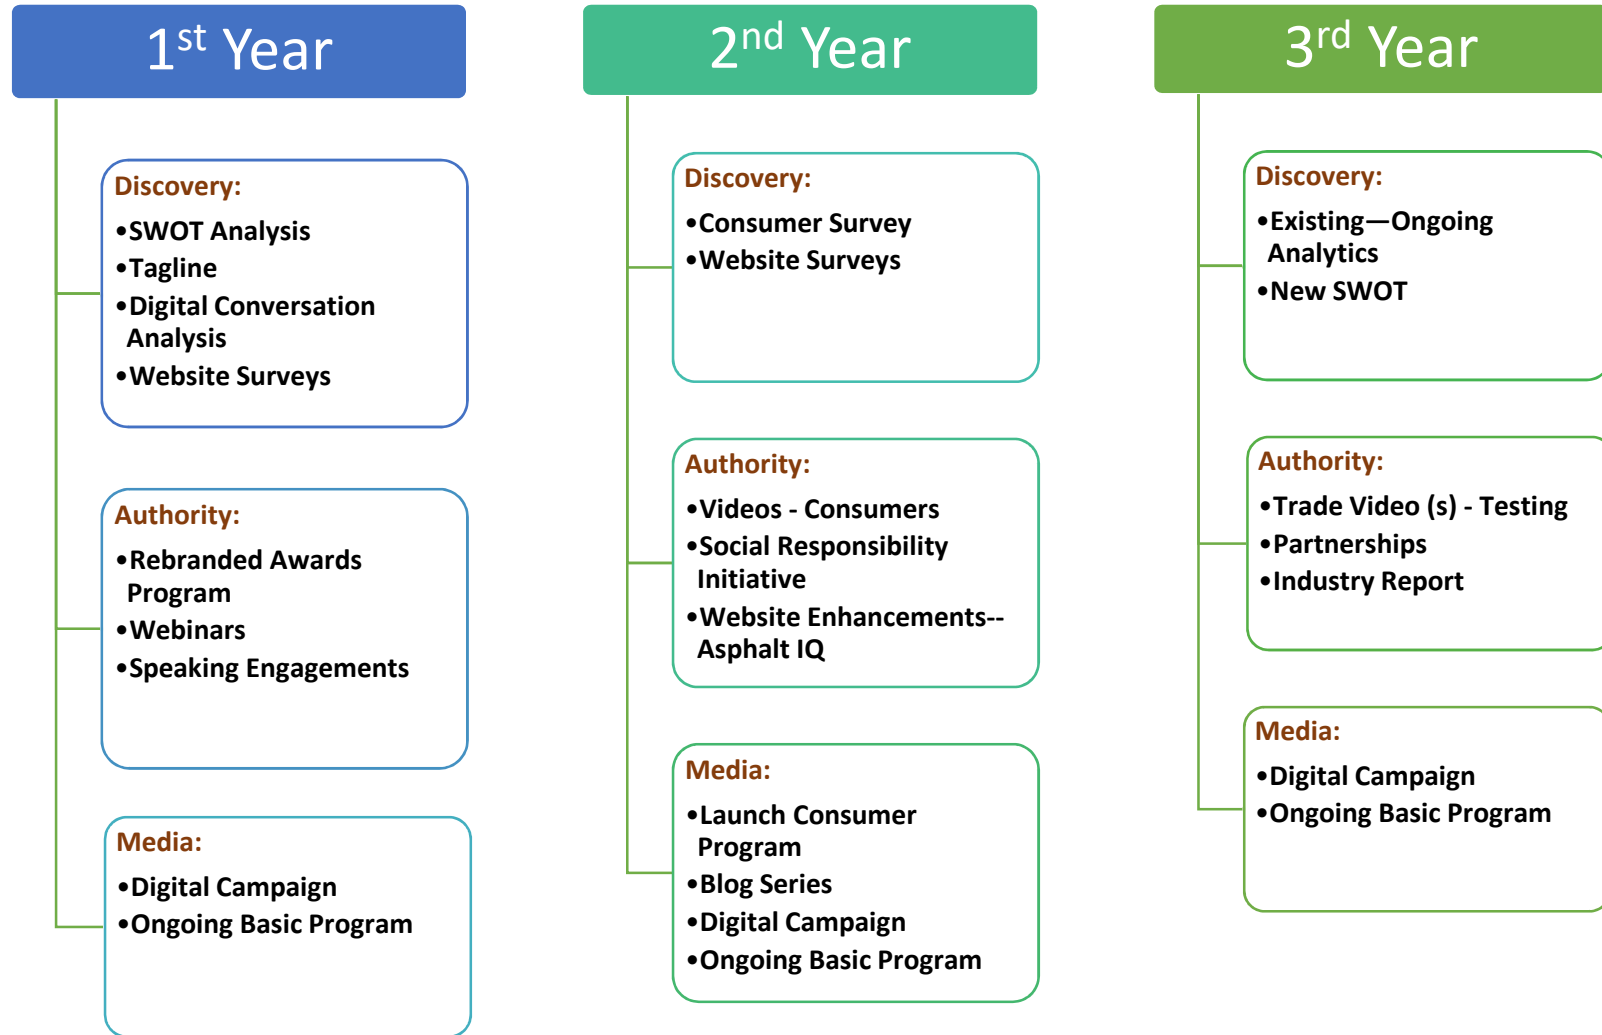 1st Year
Discovery:
•SWOT Analysis
•Tagline
•Digital Conversation
Analysis
•Website Surveys
Authority:
•Rebranded Awards
Program
•Webinars
•Speaking Engagements
Media:
•Digital Campaign
•Ongoing Basic Program
2nd Year
Discovery:
•Consumer Survey
•Website Surveys
Authority:
•Videos - Consumers
•Social Responsibility
Initiative
•Website Enhancements--
Asphalt IQ
Media:
•Launch Consumer
Program
•Blog Series
•Digital Campaign
•Ongoing Basic Program
3rd Year
Discovery:
•Existing—Ongoing
Analytics
•New SWOT
Authority:
•Trade Video (s) - Testing
•Partnerships
•Industry Report
Media:
•Digital Campaign
•Ongoing Basic Program